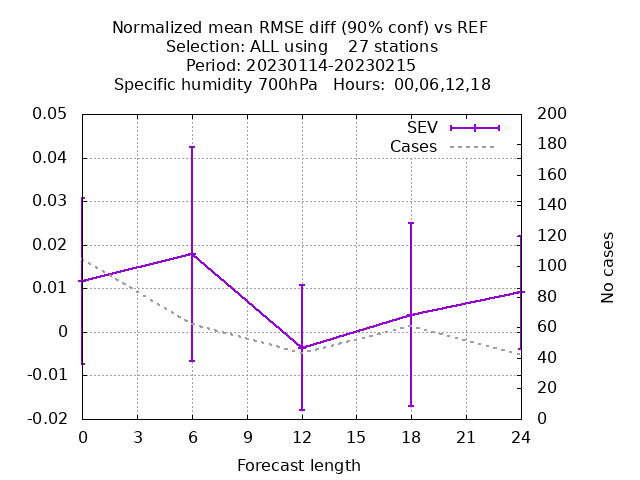 Normalized mean RMSE diff (90% conf) vs REF
Selection: ALL using    27 stations
Period: 20230114-20230215
Specific humidity 700hPa   Hours: 00,06,12,18
SEV
Cases
0.05
0.04
0.03
0.02
0.01
0
-0.01
-0.02
200
180
160
140
120
100
80
60
40
20
0
No cases
0 3 6 9 12 15 18 21 24
Forecast length